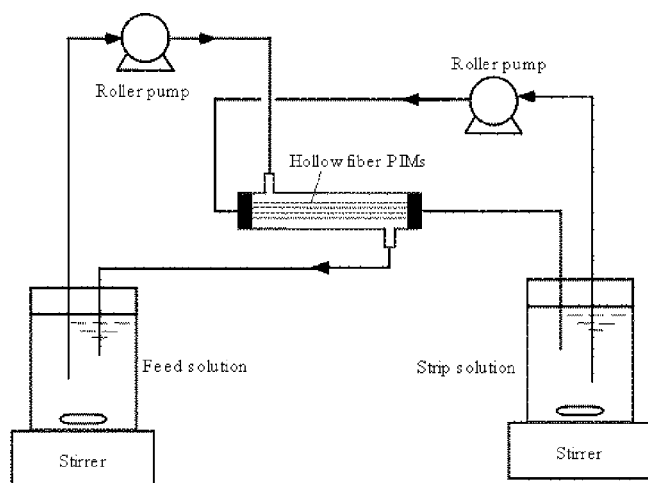 Roller pump
Roller pump
Hollow fiber PIMs
Feed solution
Strip solution
Stirrer
Stirrer